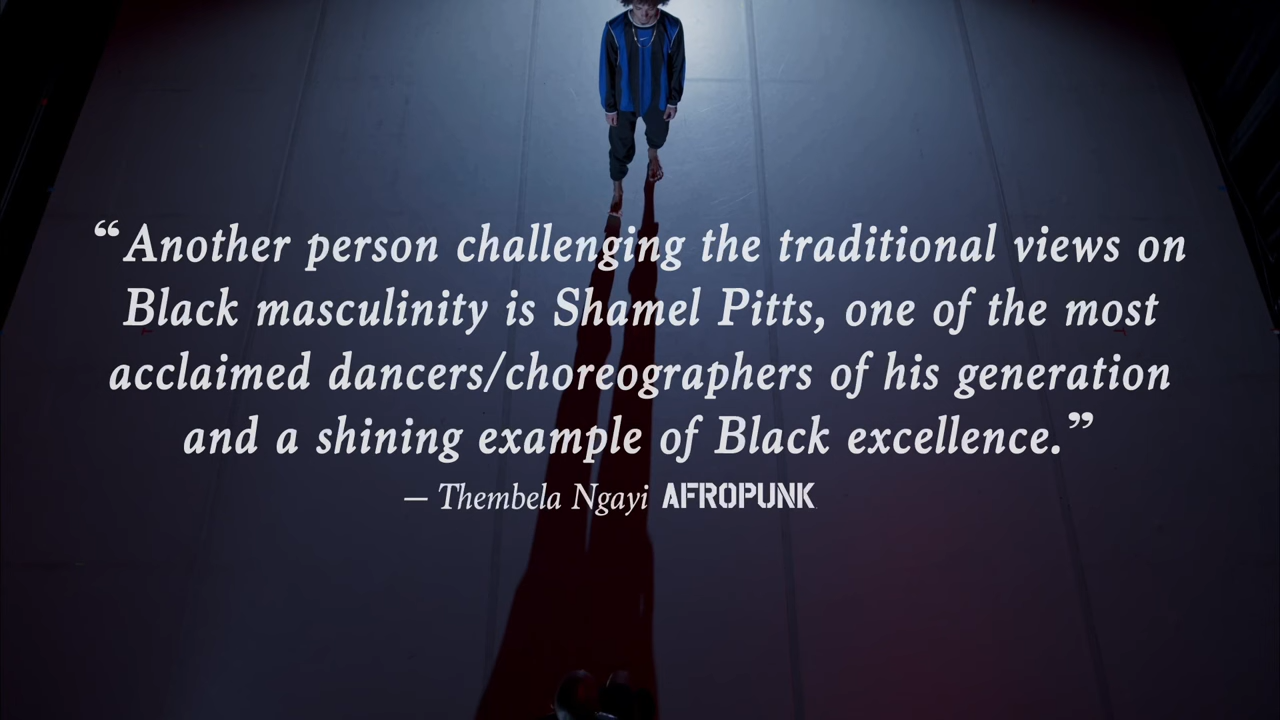 “Another person challenging the traditional views on
Black masculinity is Shamel Pitts, one of the most
acclaimed dancers/choreographers of his generation
and a shining example of Black excellence.”
– Thembela Ngayi AFROPUNK